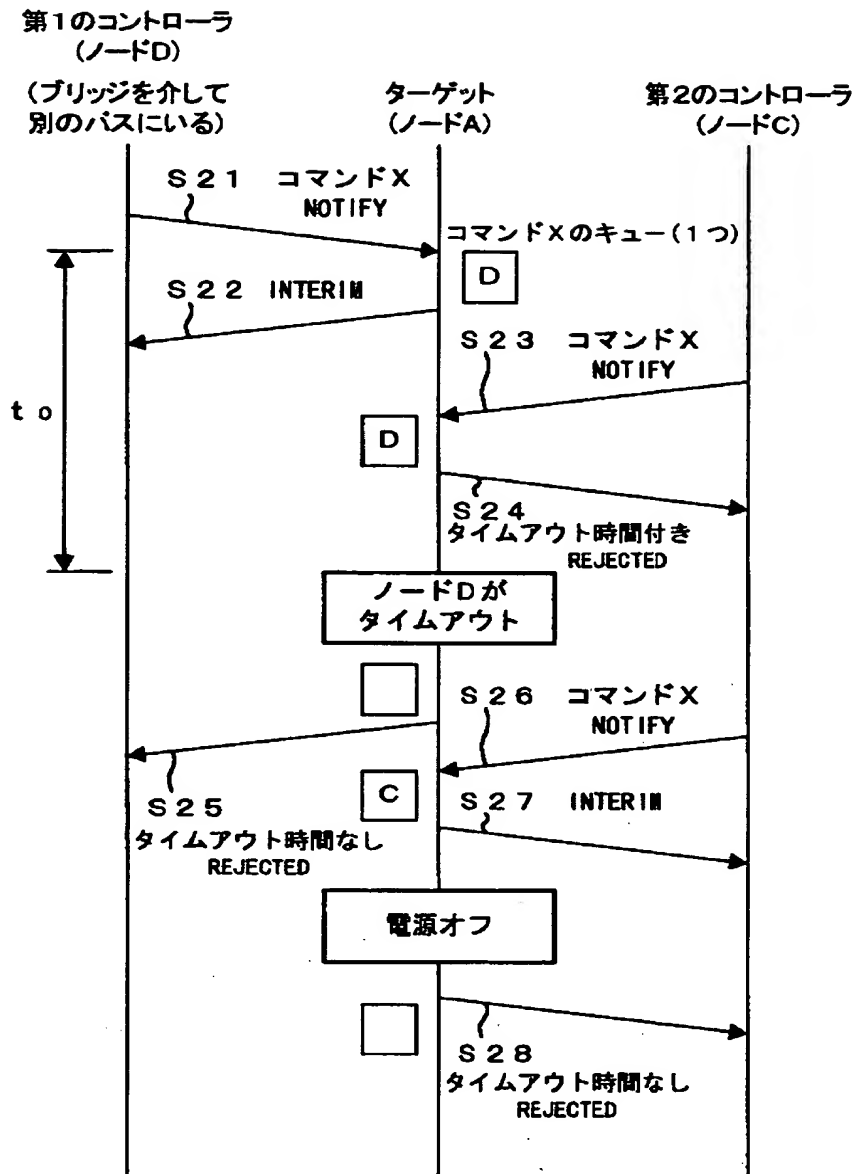 第1のコントローラ
(ノードD)
(ブリッジを介して
別のバスにいる)
ターゲット
(ノードA)
第2のコントローラ
(ノードC)
S21 コマンドX
NOTIFY
コマンドXのキュー(1つ)
D
S22 INTERIM
S23 コマンドX
NOTIFY
to
D
S24
タイムアウト時間付き
REJECTED
ノードDが
タイムアウト
S26 コマンドX
NOTIFY
S25
タイムアウト時間なし
REJECTED
C
S27 INTERIM
電源オフ
S28
タイムアウト時間なし
REJECTED